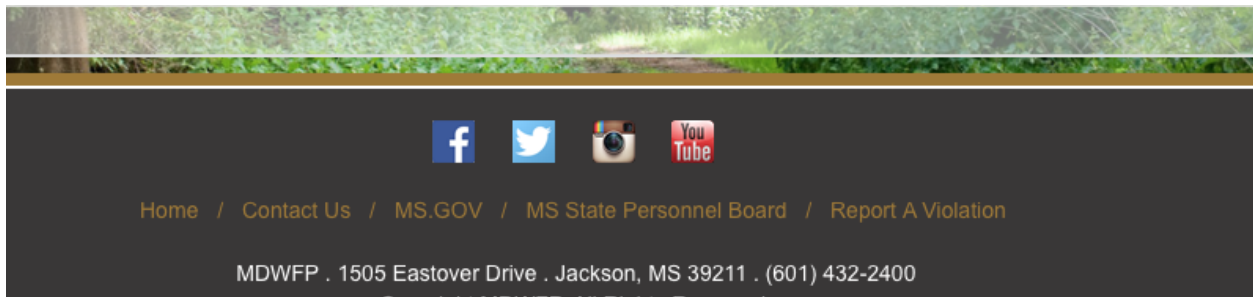 You
Tube
Home / Contact Us / MS.GOV / MS State Personnel Board / Report A Violation
MDWFP . 1505 Eastover Drive . Jackson, MS 39211 . (601) 432-2400